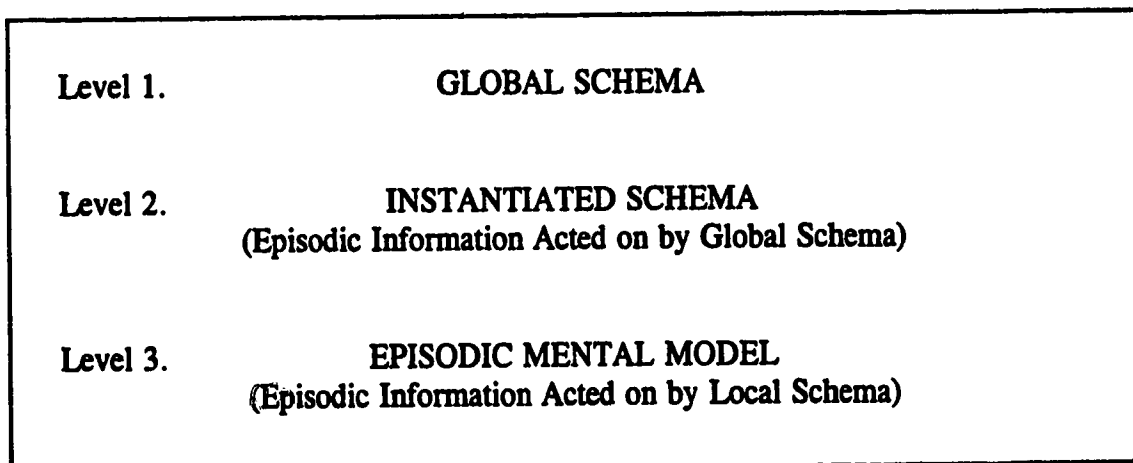 Level 1. GLOBAL SCHEMA
Level 2. INSTANTIATED SCHEMA
(Episodic Information Acted on by Global Schema)
Level 3. EPISODIC MENTAL MODEL
(Episodic Information Acted on by Local Schema)